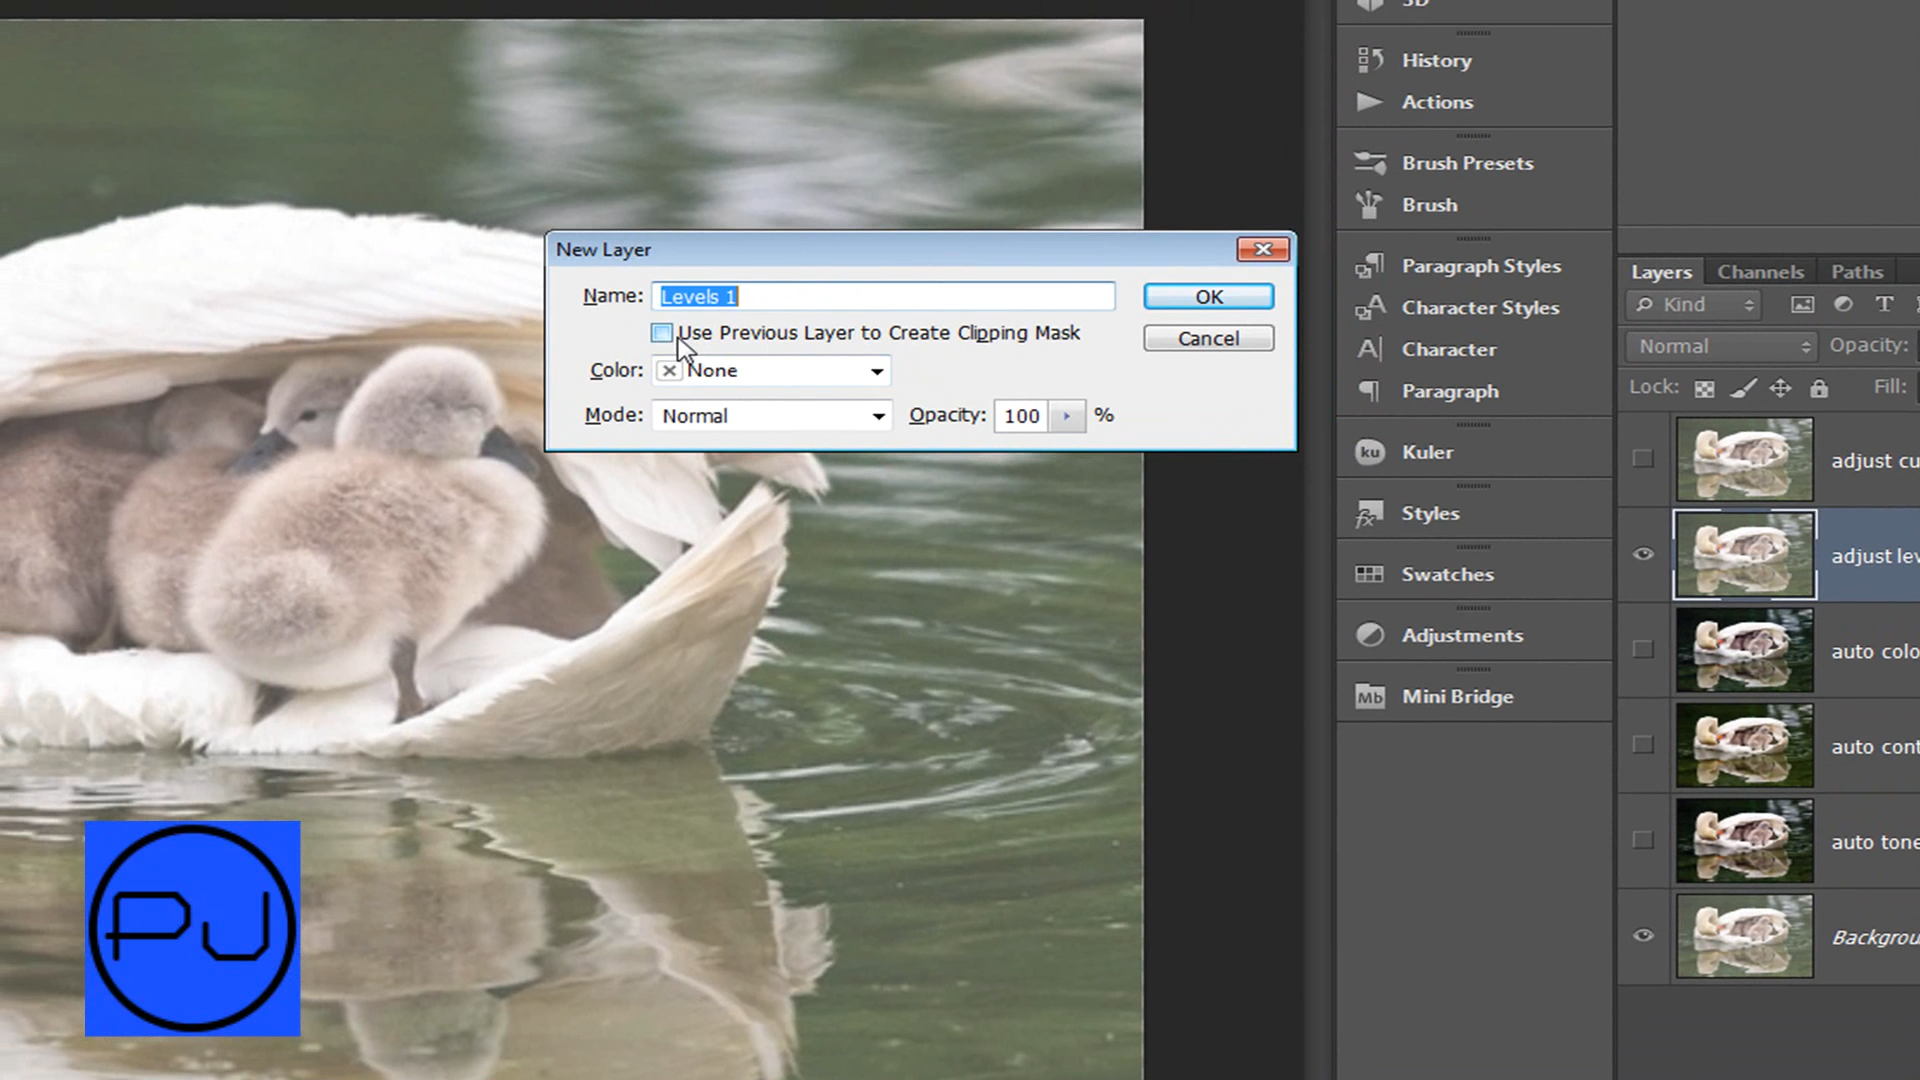 3D
History
Actions
Brush Presets
Brush
Paragraph Styles
Character Styles
Character
Paragraph
ku
Kuler
Styles
Swatches
Adjustments
Mb
Mini Bridge
New Layer
Name: Levels 1
OK
Use Previous Layer to Create Clipping Mask
Cancel
Color: None
Mode: Normal
Opacity: 100 %
Layers Channels Paths
Kind
Normal Opacity:
Lock: Fill:
adjust cu
adjust lev
auto colo
auto cont
auto tone
Backgrou
PJ